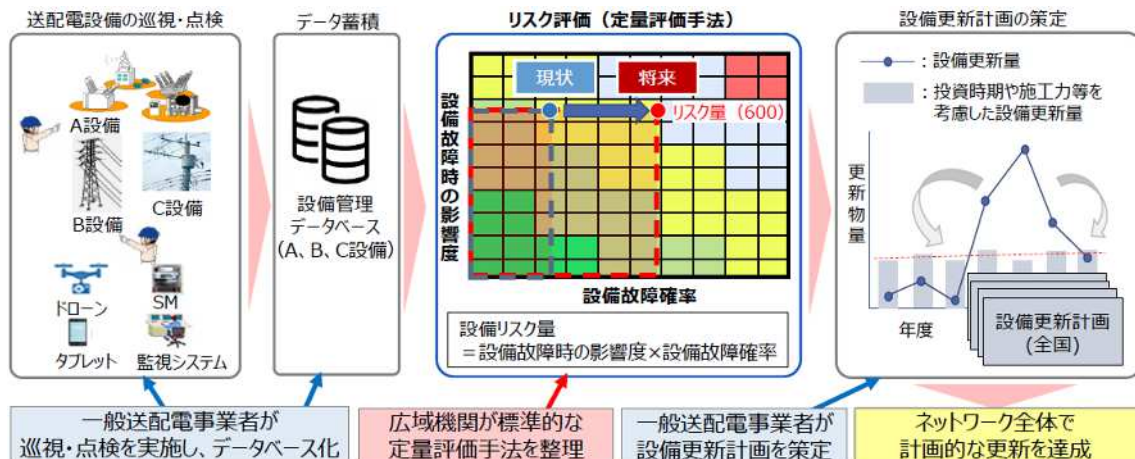 送配電設備の巡視・点検
A設備
B設備
C設備
ドローン
SM
タブレット
監視システム
データ蓄積
設備管理
データベース
(A、B、C設備)
リスク評価(定量評価手法)
設備故障時の影響度
現状
将来
リスク量(600)
設備故障確率
設備リスク量
=設備故障時の影響度×設備故障確率
設備更新計画の策定
:設備更新量
:投資時期や施工力等を
考慮した設備更新量
更新物量
年度
設備更新計画
(全国)
一般送配電事業者が
巡視・点検を実施し、データベース化
広域機関が標準的な
定量評価手法を整理
一般送配電事業者が
設備更新計画を策定
ネットワーク全体で
計画的な更新を達成